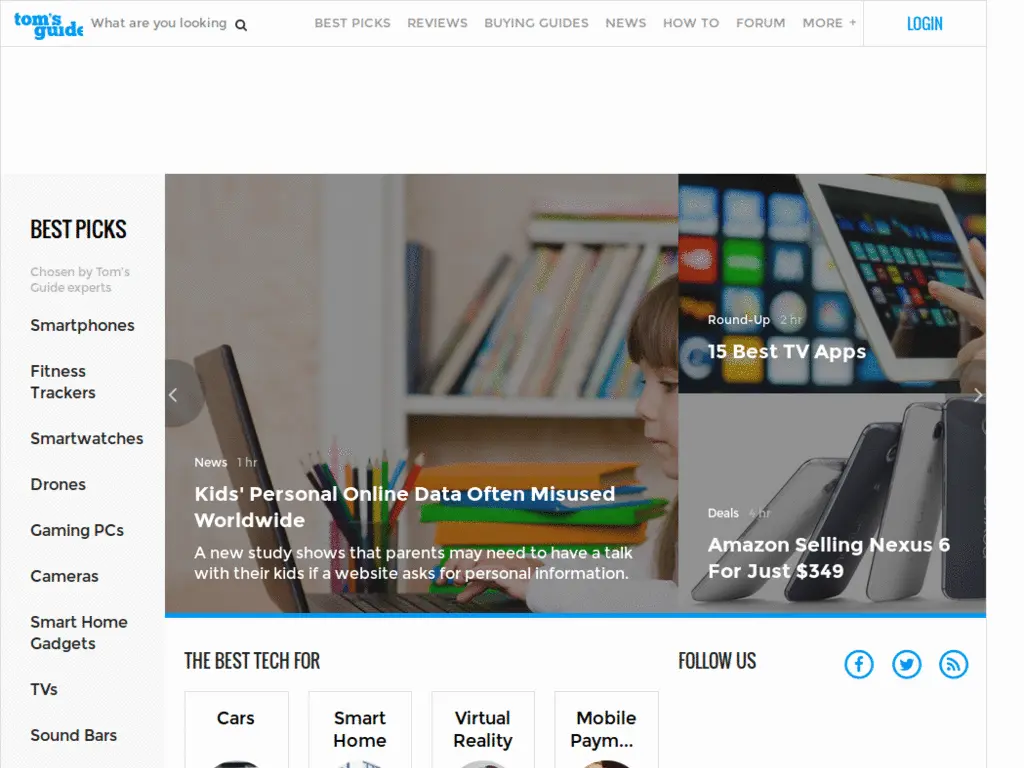 tom's
guide
What are you looking
BEST PICKS REVIEWS BUYING GUIDES NEWS HOW TO FORUM MORE +
LOGIN
BEST PICKS
Chosen by Tom's
Guide experts
Smartphones
Fitness
Trackers
Smartwatches
Drones
Gaming PCs
Cameras
Smart Home
Gadgets
TVs
Sound Bars
News 1 hr
Kids' Personal Online Data Often Misused
Worldwide
A new study shows that parents may need to have a talk
with their kids if a website asks for personal information.
Round-Up 2 hr
15 Best TV Apps
Deals 4 hr
Amazon Selling Nexus 6
For Just $349
THE BEST TECH FOR
FOLLOW US
Cars
Smart
Home
Virtual
Reality
Mobile
Paym...